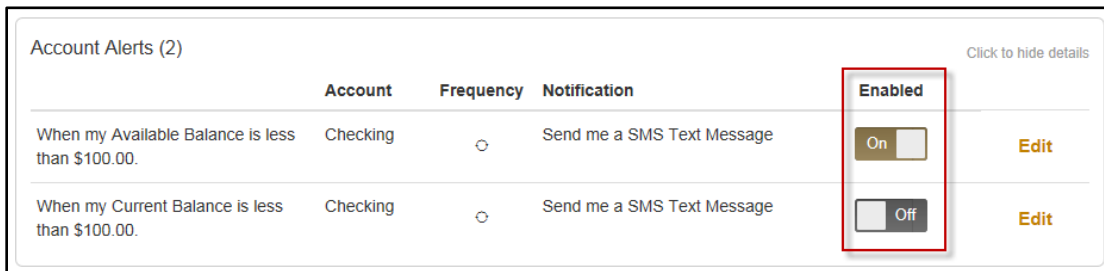 Account Alerts (2)
Click to hide details
Account Frequency Notification Enabled
When my Available Balance is less than $100.00. Checking Send me a SMS Text Message On Edit
When my Current Balance is less than $100.00. Checking Send me a SMS Text Message Off Edit